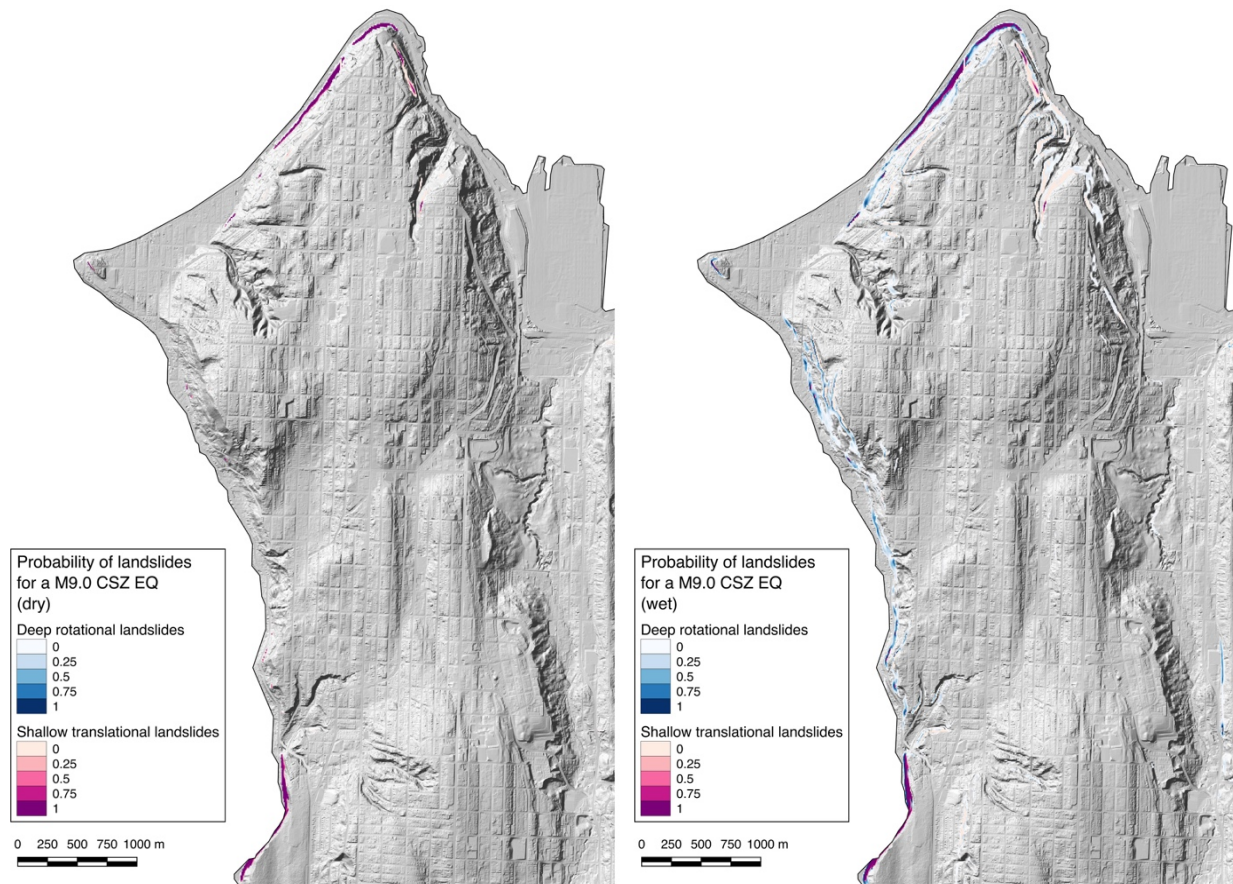 Probability of landslides
for a M9.0 CSZ EQ
(dry)
Deep rotational landslides
0
0.25
0.5
0.75
1
Shallow translational landslides
0
0.25
0.5
0.75
1
0 250 500 750 1000 m
Probability of landslides
for a M9.0 CSZ EQ
(wet)
Deep rotational landslides
0
0.25
0.5
0.75
1
Shallow translational landslides
0
0.25
0.5
0.75
1
0 250 500 750 1000 m